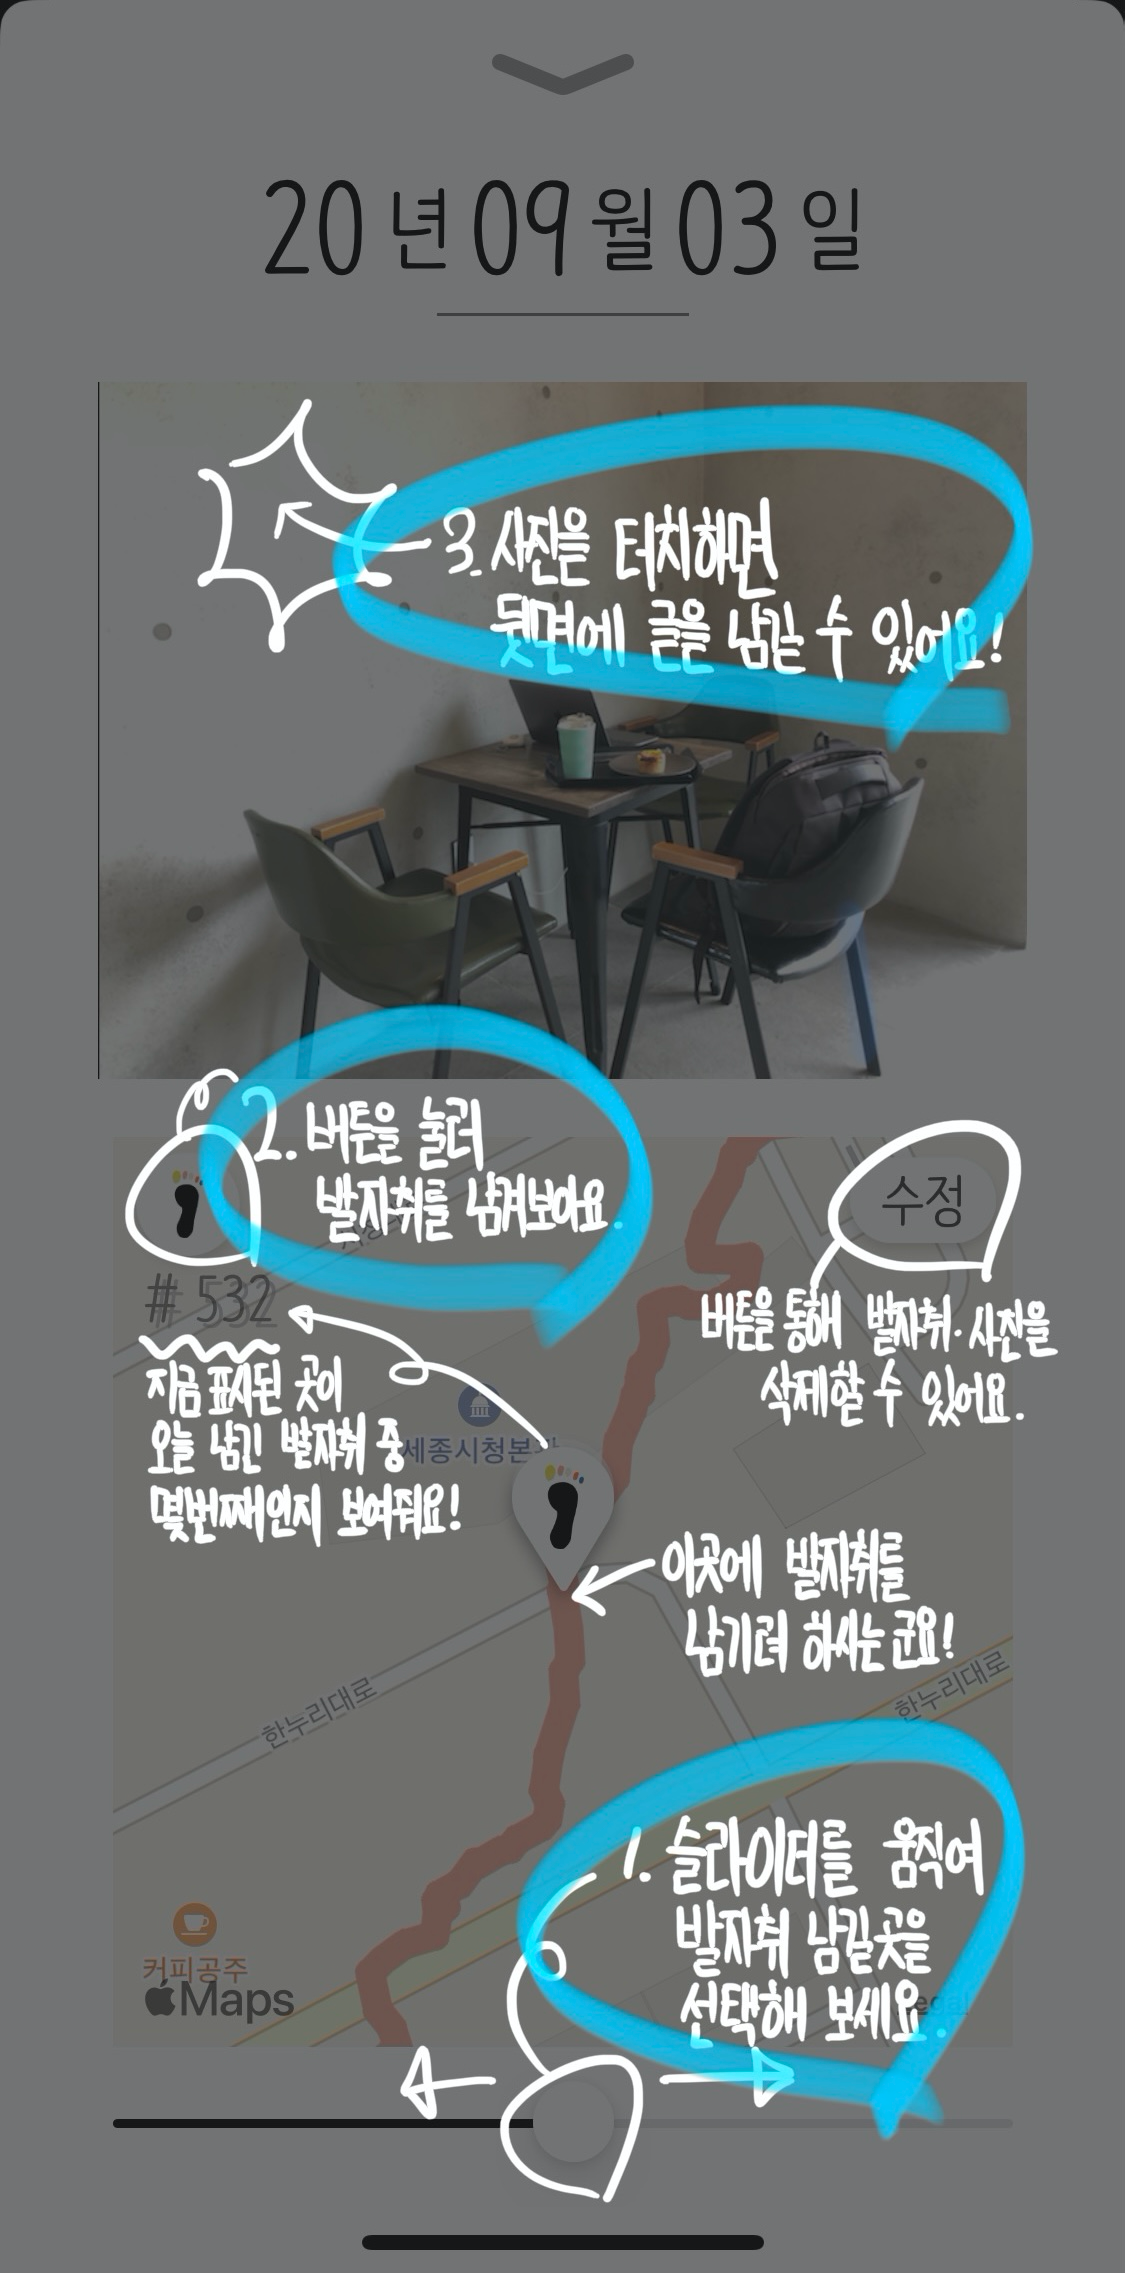 20 년 09 월 03 일
3. 사진을 터치하면
뒷면에 글을 남길 수 있어요!
2. 버튼을 눌러
발자취를 남겨보아요.
수정
버튼을 통해 발자취·사진을
삭제할 수 있어요.
# 532
지금 표시된 곳이
오늘 남긴 발자취 중
몇번째인지 보여줘요!
세종시청본관
이곳에 발자취를
남기려 하시는군요!
한누리대로
한누리대로
1. 슬라이더를 움직여
발자취 남길곳을
선택해 보세요.
커피공주
Maps
Legal